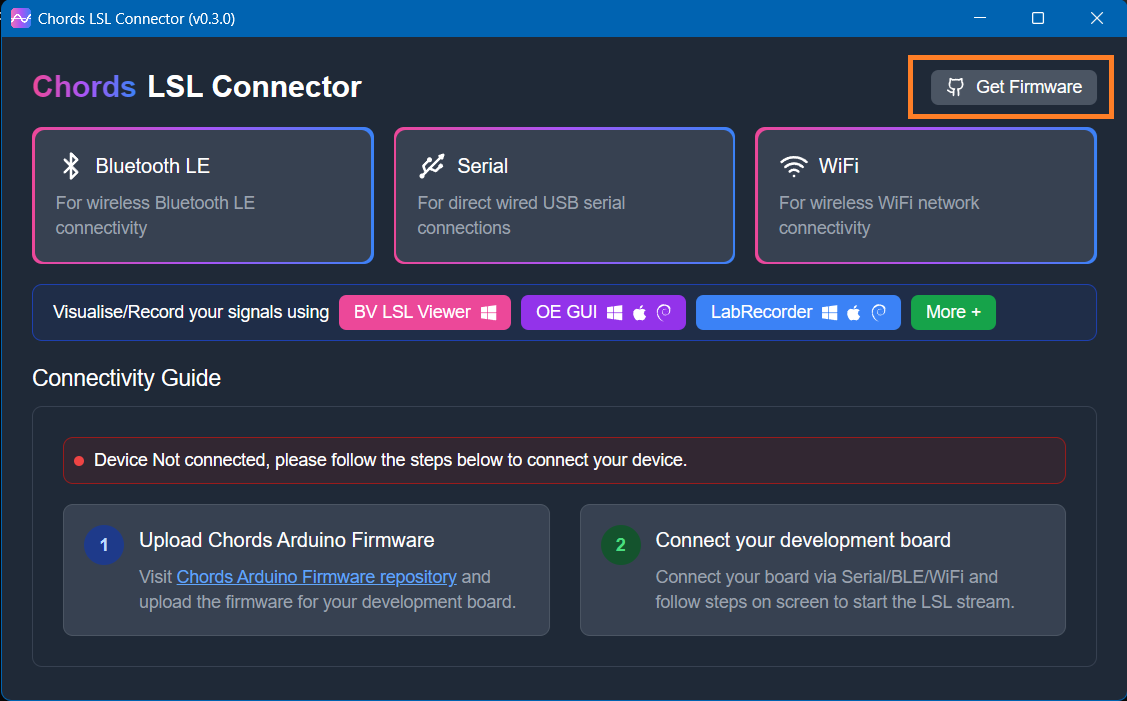 Chords LSL Connector (v0.3.0)
Chords LSL Connector
Get Firmware
Bluetooth LE
For wireless Bluetooth LE
connectivity
Serial
For direct wired USB serial
connections
WiFi
For wireless WiFi network
connectivity
Visualise/Record your signals using
BV LSL Viewer
OE GUI
LabRecorder
More +
Connectivity Guide
Device Not connected, please follow the steps below to connect your device.
1
Upload Chords Arduino Firmware
Visit Chords Arduino Firmware repository and
upload the firmware for your development board.
2
Connect your development board
Connect your board via Serial/BLE/WiFi and
follow steps on screen to start the LSL stream.